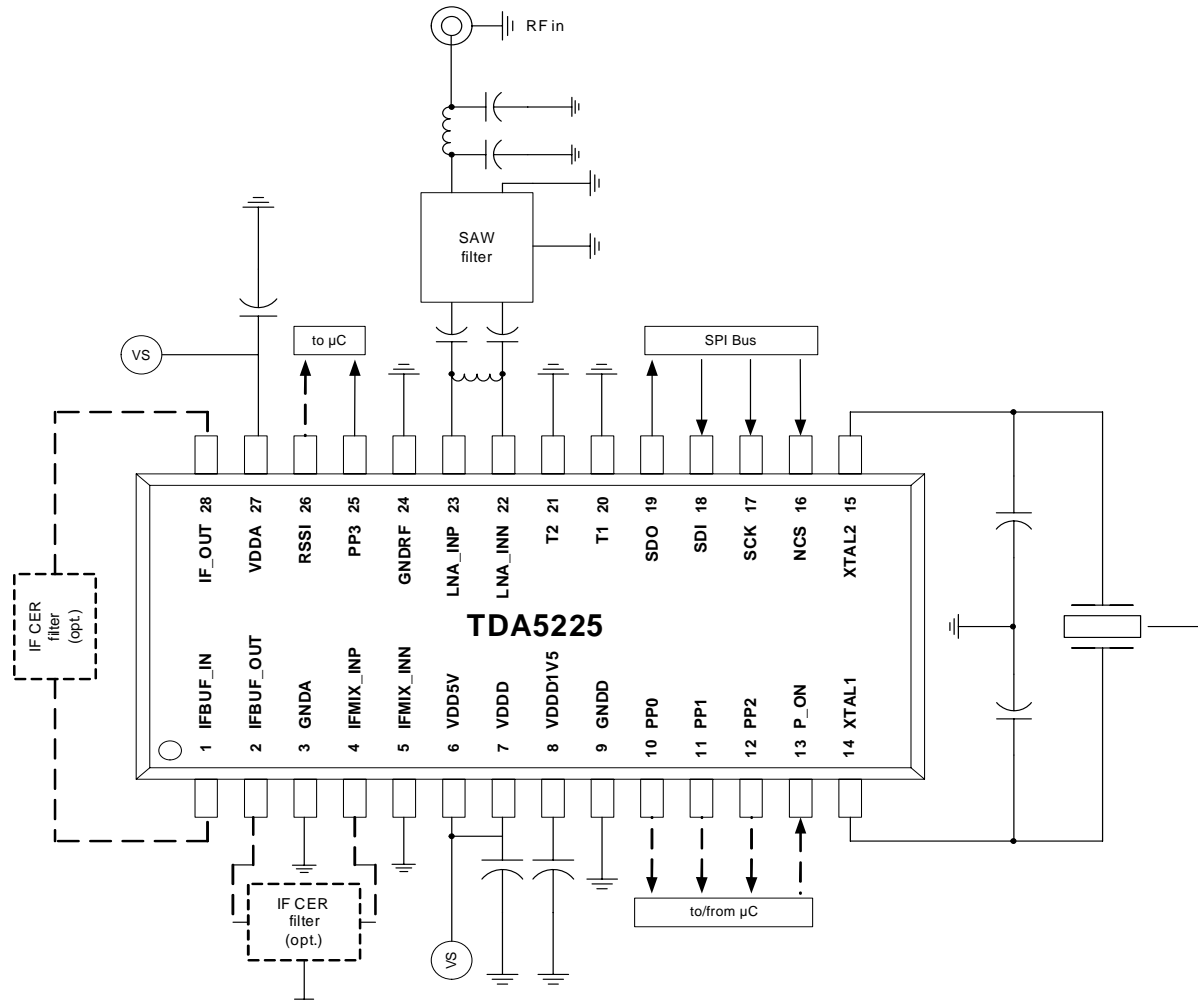 RF in
SAW
filter
VS
to µC
SPI Bus
28 IF_OUT
27 VDDA
26 RSSI
25 PP3
24 GNDRF
23 LNA_INP
22 LNA_INN
21 T2
20 T1
19 SDO
18 SDI
17 SCK
16 NCS
15 XTAL2
IF CER
filter
(opt.)
TDA5225
1 IFBUF_IN
2 IFBUF_OUT
3 GNDA
4 IFMIX_INP
5 IFMIX_INN
6 VDD5V
7 VDDD
8 VDDD1V5
9 GNDD
10 PP0
11 PP1
12 PP2
13 P_ON
14 XTAL1
IF CER
filter
(opt.)
to/from µC
VS